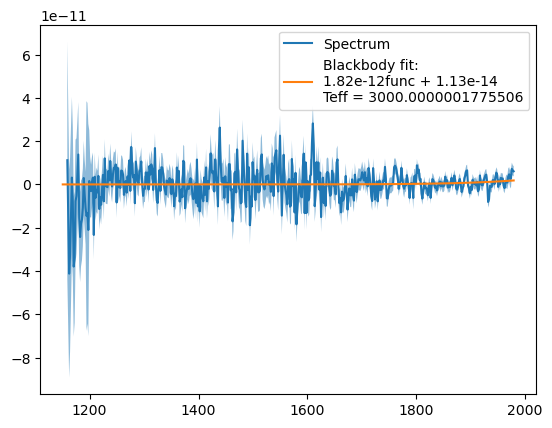 1e−11
Spectrum
Blackbody fit:
1.82e-12func + 1.13e-14
Teff = 3000.0000001775506
6
4
2
0
−2
−4
−6
−8
1200
1400
1600
1800
2000